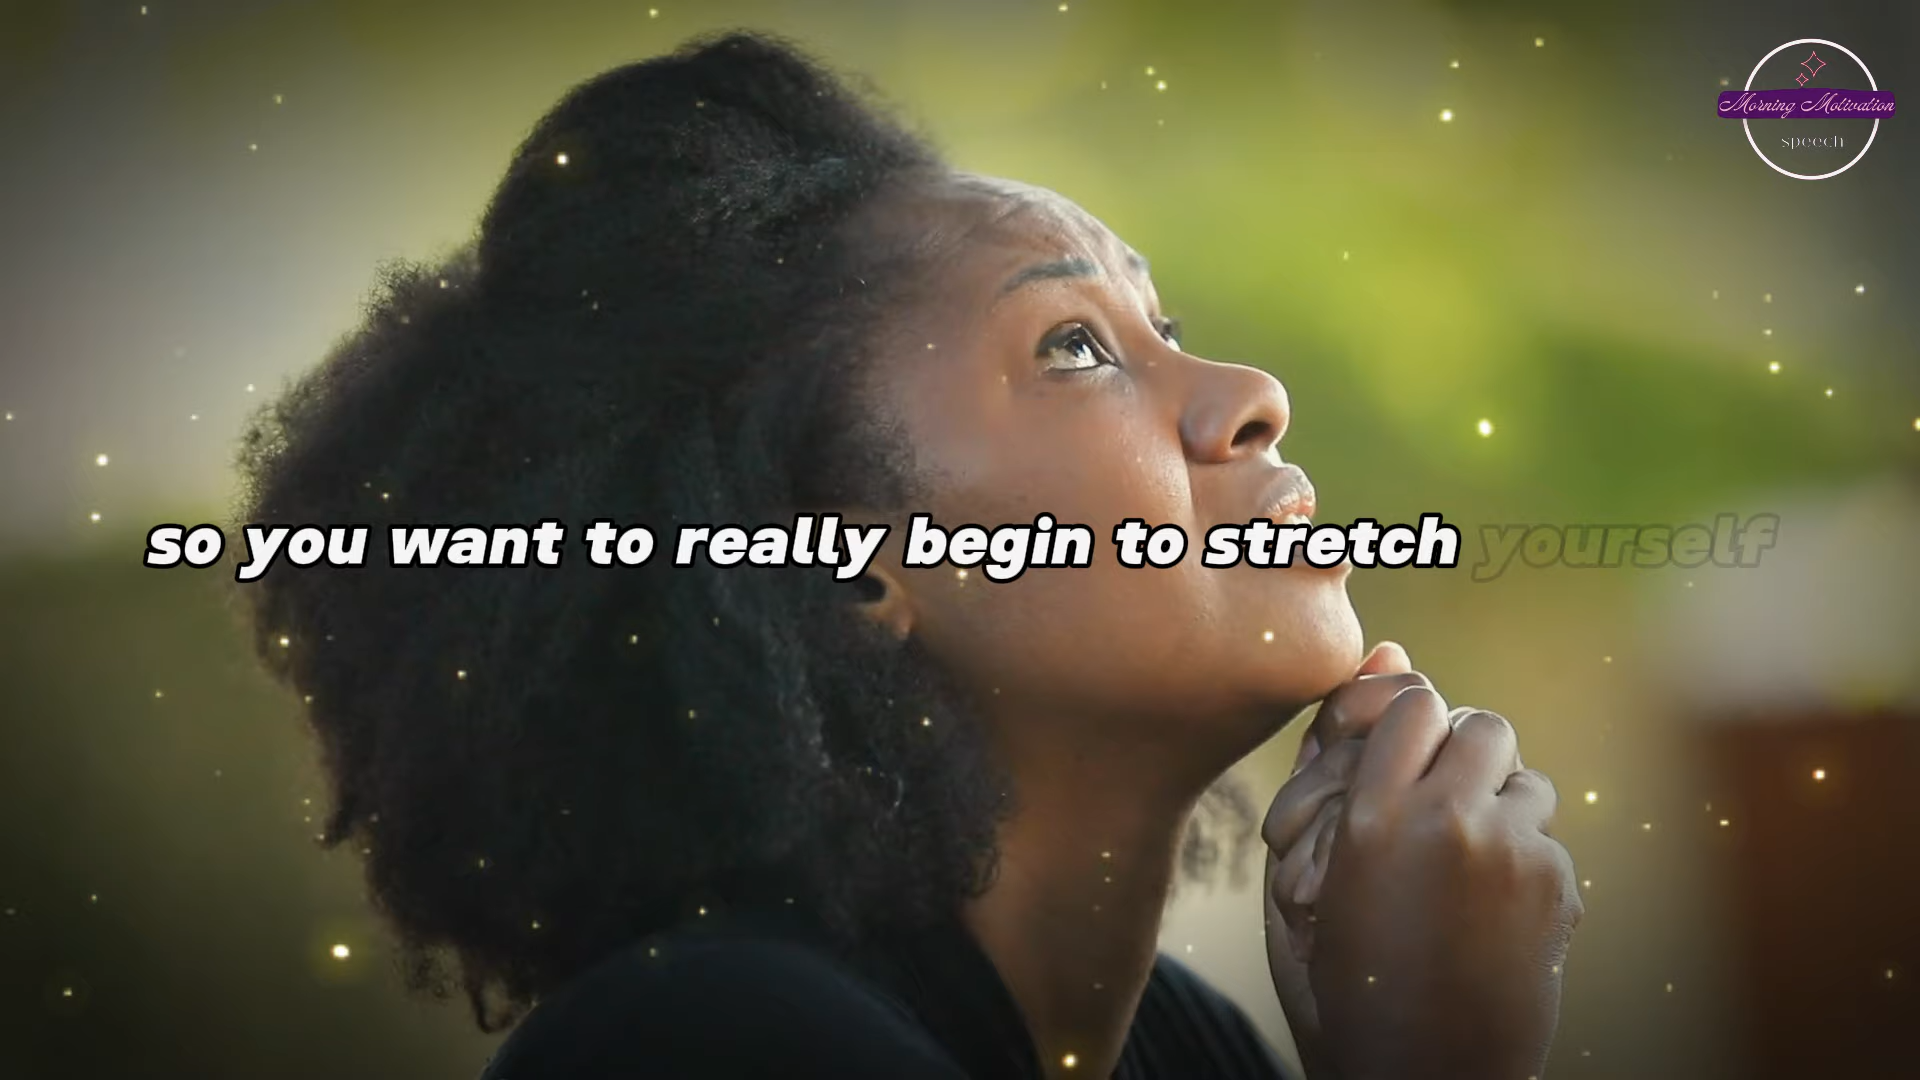 Morning Motivation
speech
so you want to really begin to stretch yourself